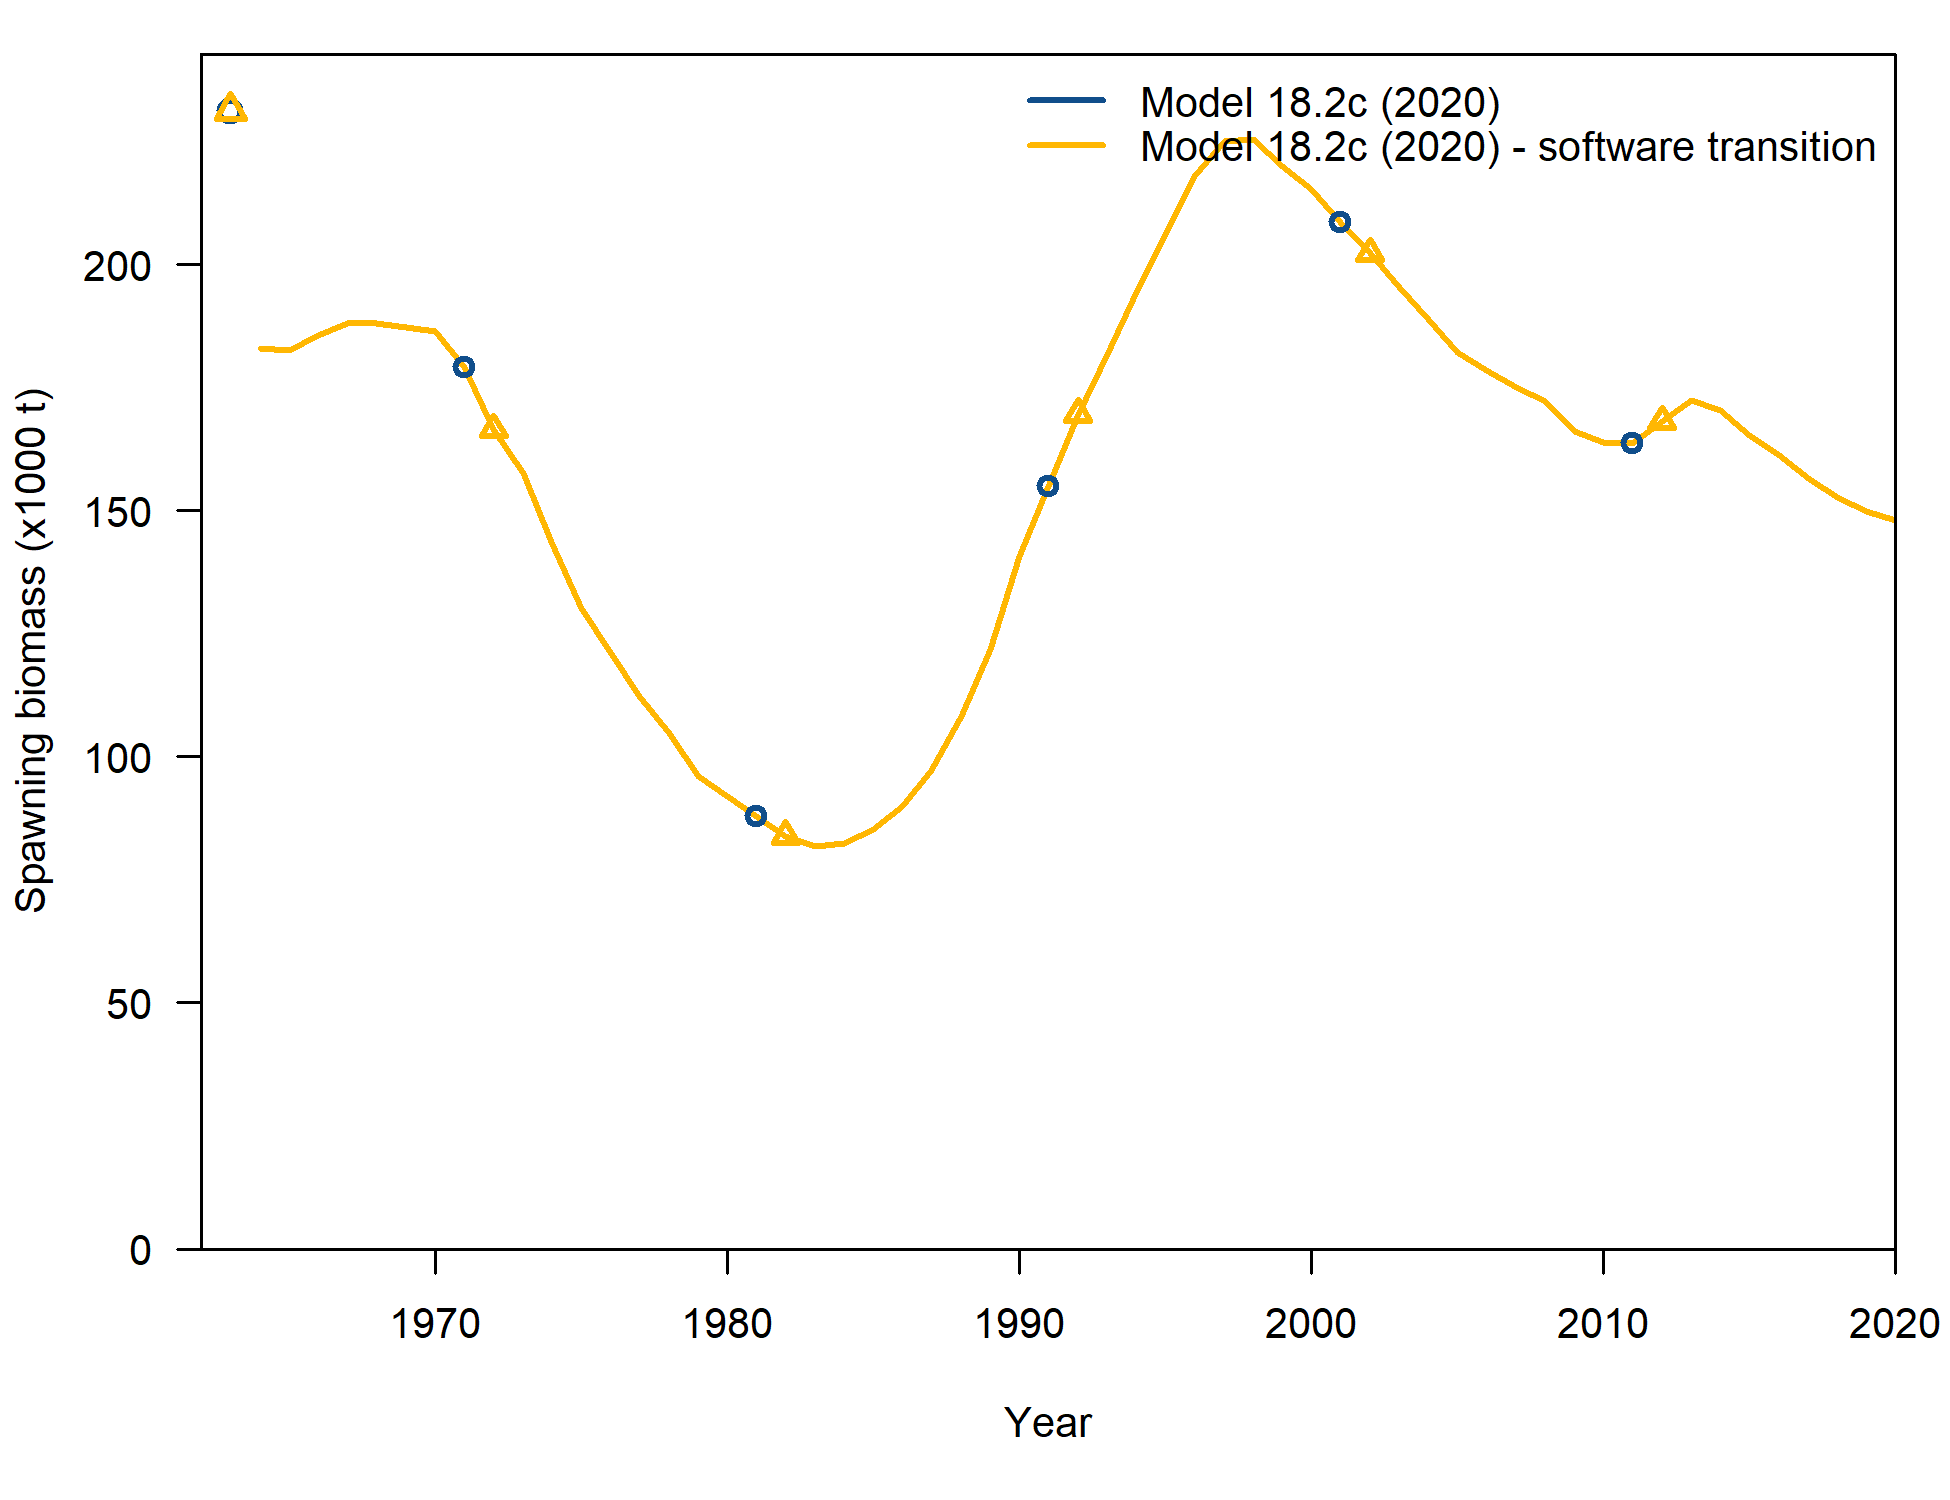 Model 18.2c (2020)
Model 18.2c (2020) - software transition
Spawning biomass (x1000 t)
200
150
100
50
0
1970 1980 1990 2000 2010 2020
Year